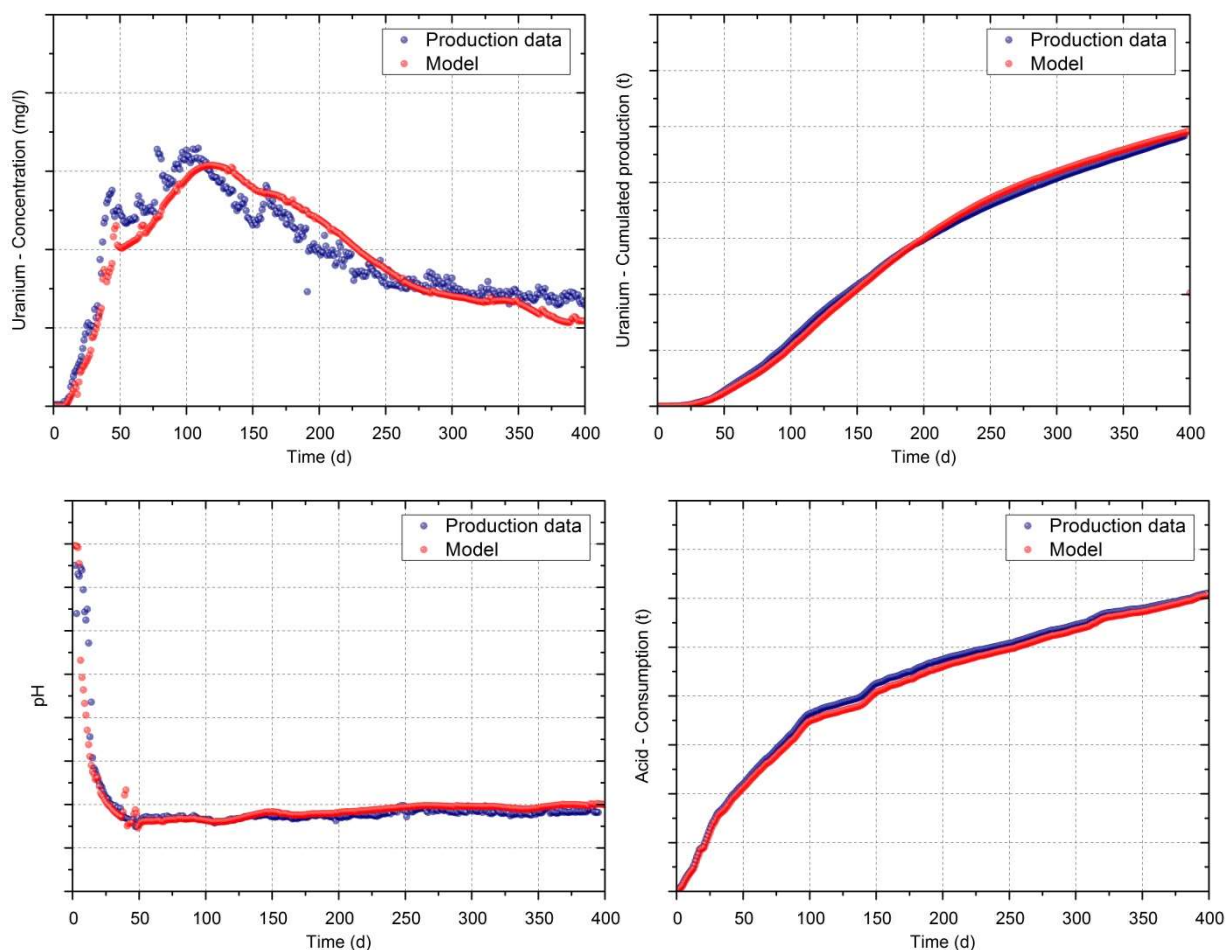 Production data
Model
Uranium - Concentration (mg/l)
0 50 100 150 200 250 300 350 400
Time (d)
Production data
Model
Uranium - Cumulated production (t)
0 50 100 150 200 250 300 350 400
Time (d)
Production data
Model
pH
0 50 100 150 200 250 300 350 400
Time (d)
Production data
Model
Acid - Consumption (t)
0 50 100 150 200 250 300 350 400
Time (d)